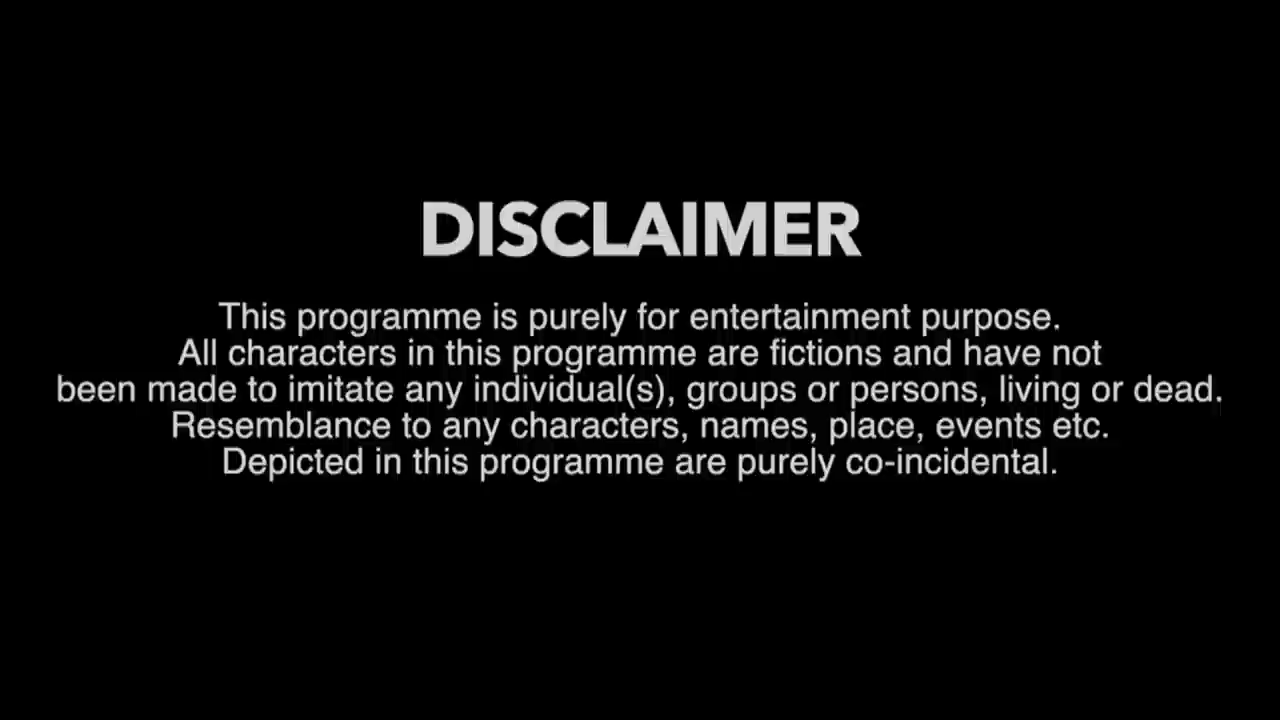 DISCLAIMER
This programme is purely for entertainment purpose.
All characters in this programme are fictions and have not
been made to imitate any individual(s), groups or persons, living or dead.
Resemblance to any characters, names, place, events etc.
Depicted in this programme are purely co-incidental.